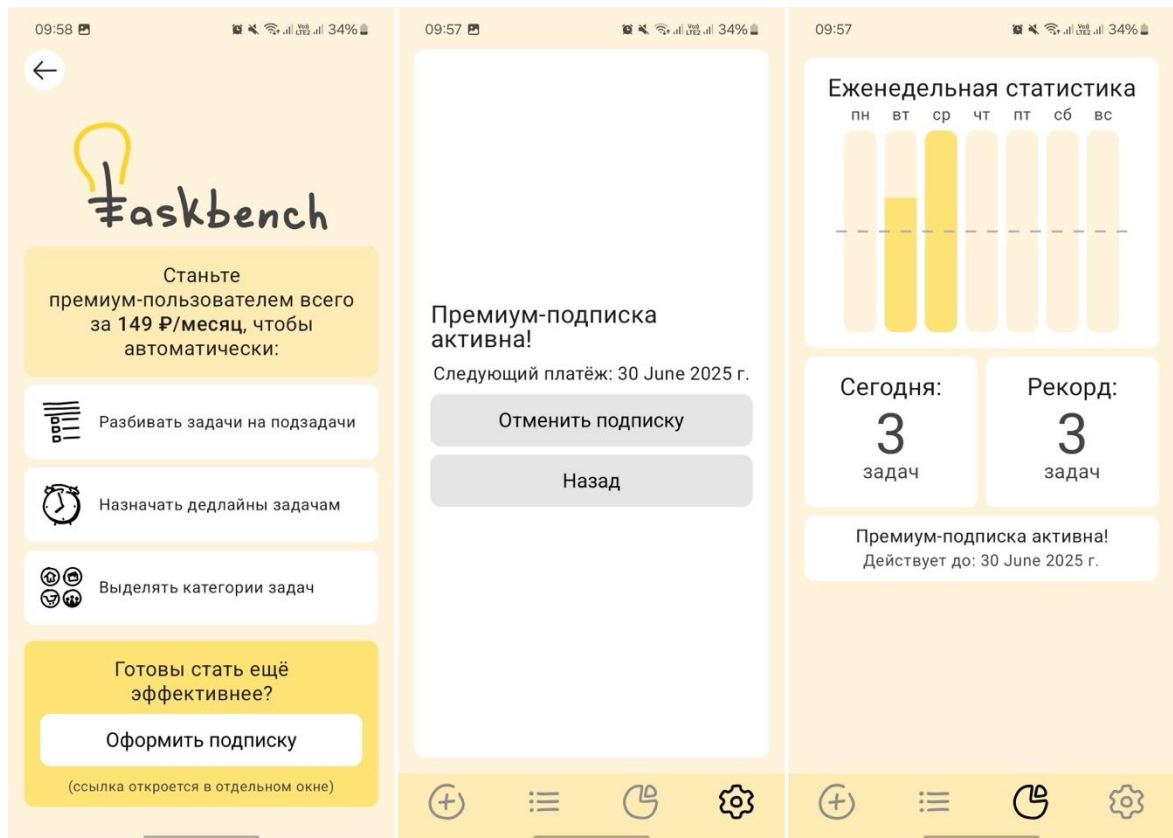 09:58
34%
taskbench
Станьте
премиум-пользователем всего
за 149 ₽/месяц, чтобы
автоматически:
Разбивать задачи на подзадачи
Назначать дедлайны задачам
Выделять категории задач
Готовы стать ещё
эффективнее?
Оформить подписку
(ссылка откроется в отдельном окне)
09:57
34%
Премиум-подписка
активна!
Следующий платёж: 30 June 2025 г.
Отменить подписку
Назад
09:57
34%
Еженедельная статистика
пн вт ср чт пт сб вс
Сегодня:
3
задач
Рекорд:
3
задач
Премиум-подписка активна!
Действует до: 30 June 2025 г.